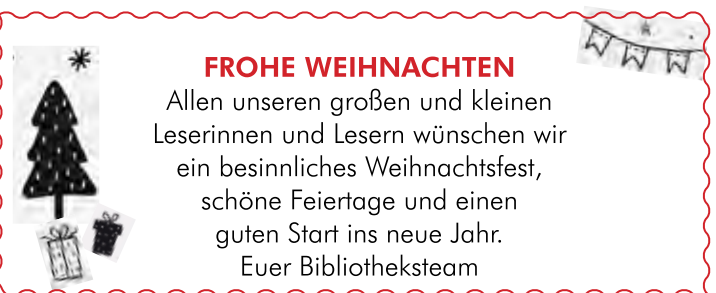 FROHE WEIHNACHTEN
Allen unseren großen und kleinen
Leserinnen und Lesern wünschen wir
ein besinnliches Weihnachtsfest,
schöne Feiertage und einen
guten Start ins neue Jahr.
Euer Bibliotheksteam